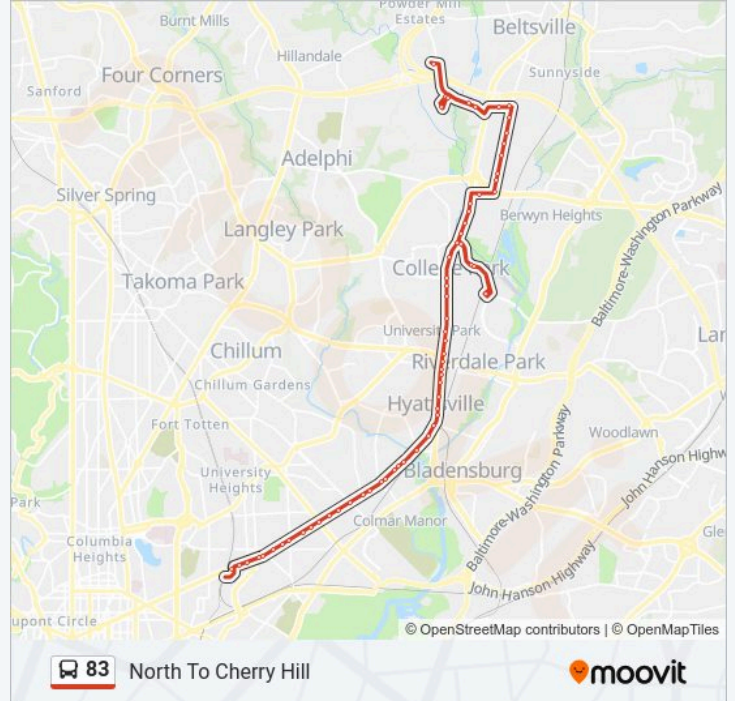 Powder Mill
Estates
Burnt Mills
Beltsville
Hillandale
Four Corners
Sunnyside
Sanford
Adelphi
Silver Spring
Langley Park
Berwyn Heights
Baltimore-Washington Parkway
College Park
Takoma Park
University Park
Lan
Chillum
Riverdale Park
Chillum Gardens
Hyattsville
Fort Totten
Woodlawn
University
Heights
Bladensburg
John Hanson Highw
Park
Baltimore-Washington Parkway
Colmar Manor
Gle
Columbia
Heights
John Hanson Highway
upont Circle
© OpenStreetMap contributors | © OpenMapTiles
83 North To Cherry Hill
moovit